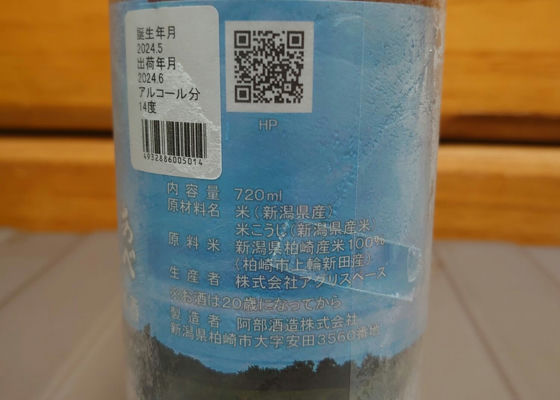 誕生年月
2024.5
出荷年月
2024.6
アルコール分
14度
4932886005014
HP
内容量 720ml
原材料名 米(新潟県産)
米こうじ(新潟県産米
原料米 新潟県柏崎産米100%
(柏崎市上輪新田産)
生産者 株式会社アグリスペース
※お酒は20歳になってから
製造者 阿部酒造株式会社
新潟県柏崎市大字安田3560番地